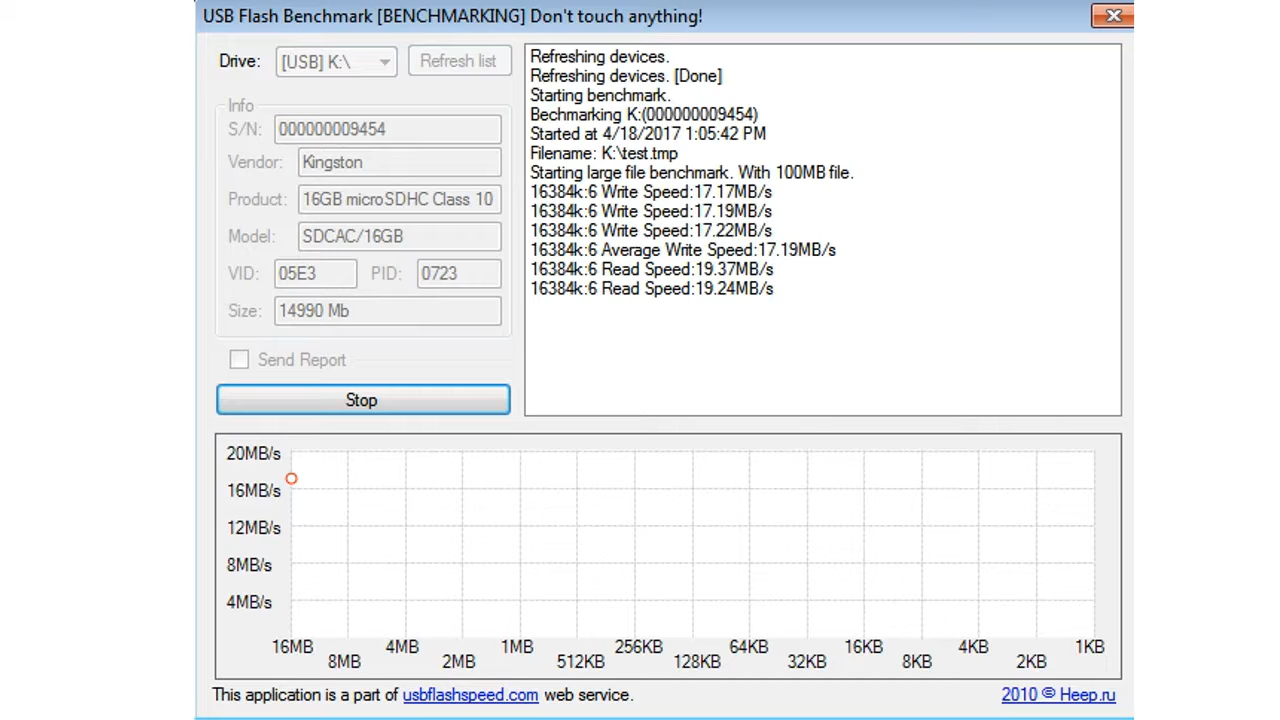 USB Flash Benchmark [BENCHMARKING] Don't touch anything!
Drive: [USB] K:\ Refresh list
Info
S/N: 000000009454
Vendor: Kingston
Product: 16GB microSDHC Class 10
Model: SDCAC/16GB
VID: 05E3 PID: 0723
Size: 14990 Mb
Send Report
Stop
Refreshing devices.
Refreshing devices. [Done]
Starting benchmark.
Bechmarking K:(000000009454)
Started at 4/18/2017 1:05:42 PM
Filename: K:\test.tmp
Starting large file benchmark. With 100MB file.
16384k:6 Write Speed:17.17MB/s
16384k:6 Write Speed:17.19MB/s
16384k:6 Write Speed:17.22MB/s
16384k:6 Average Write Speed:17.19MB/s
16384k:6 Read Speed:19.37MB/s
16384k:6 Read Speed:19.24MB/s
20MB/s
16MB/s
12MB/s
8MB/s
4MB/s
16MB 4MB 1MB 256KB 64KB 16KB 4KB 1KB
8MB 2MB 512KB 128KB 32KB 8KB 2KB
This application is a part of usbflashspeed.com web service. 2010 © Heep.ru